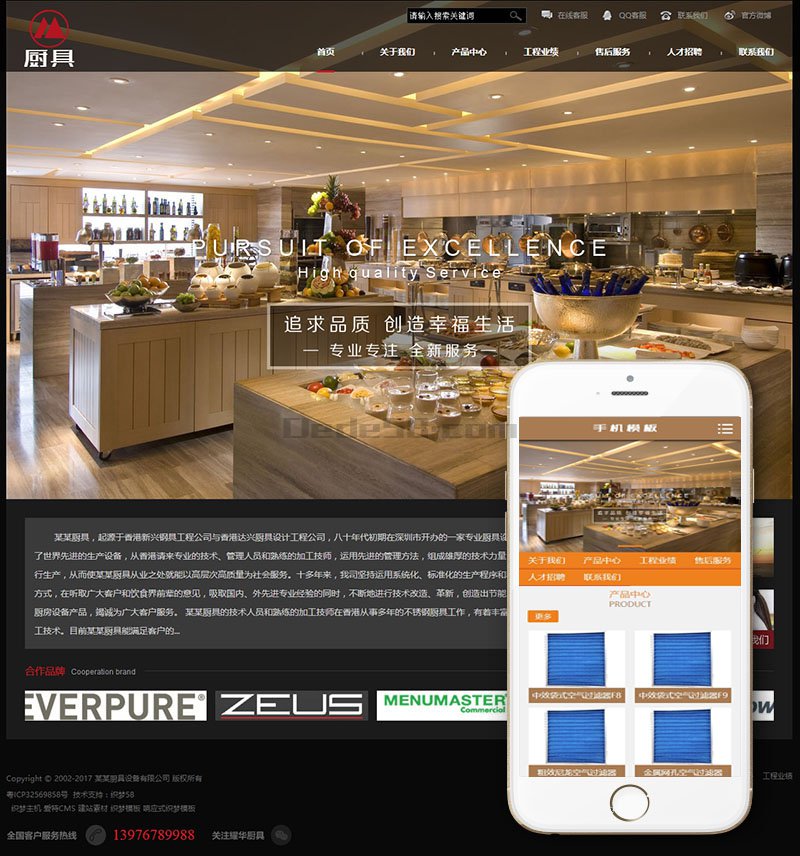 请输入搜索关键词
在线客服
QQ客服
联系我们
官方微博
厨具
首页
关于我们
产品中心
工程业绩
售后服务
人才招聘
联系我们
PURSUIT OF EXCELLENCE
High quality Service
追求品质 创造幸福生活
— 专业专注 全新服务 —
Dede58.com
某某厨具，起源于香港新兴钢具工程公司与香港达兴厨具设计工程公司，八十年代初期在深圳市开办的一家专业厨具设
了世界先进的生产设备，从香港请来专业的技术、管理人员和熟练的加工技师，运用先进的管理方法，组成雄厚的技术力量
行生产，从而使某某厨具从业之处就能以高层次高质量为社会服务。十多年来，我司坚持运用系统化、标准化的生产程序和
方式，在听取广大客户和饮食界前辈的意见，吸取国内、外先进专业经验的同时，不断地进行技术改造、革新，创造出节能
厨房设备产品，竭诚为广大客户服务。 某某厨具的技术人员和熟练的加工技师在香港从事多年的不锈钢厨具工作，有着丰富
工技术。目前某某厨具能满足客户的...
我们
合作品牌 Cooperation brand
EVERPURE®
ZEUS
MENUMASTER
Commercial
ow
手机模板
PURSUIT OF EXCELLENCE
追求品质 创造幸福生活
关于我们 产品中心 工程业绩 售后服务
人才招聘 联系我们
产品中心
PRODUCT
更多
中效袋式空气过滤器F8
中效袋式空气过滤器F9
粗效尼龙空气过滤器
金属网孔空气过滤器
Copyright © 2002-2017 某某厨具设备有限公司 版权所有
工程业绩
粤ICP32569858号 技术支持：织梦58
织梦主机 爱特CMS 建站素材 织梦模板 响应式织梦模板
全国客户服务热线 13976789988 关注耀华厨具